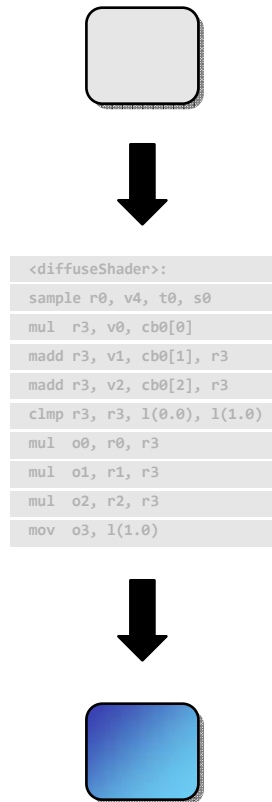 <diffuseShader>:
sample r0, v4, t0, s0
mul  r3, v0, cb0[0]
madd r3, v1, cb0[1], r3
madd r3, v2, cb0[2], r3
clmp r3, r3, l(0.0), l(1.0)
mul  o0, r0, r3
mul  o1, r1, r3
mul  o2, r2, r3
mov  o3, l(1.0)